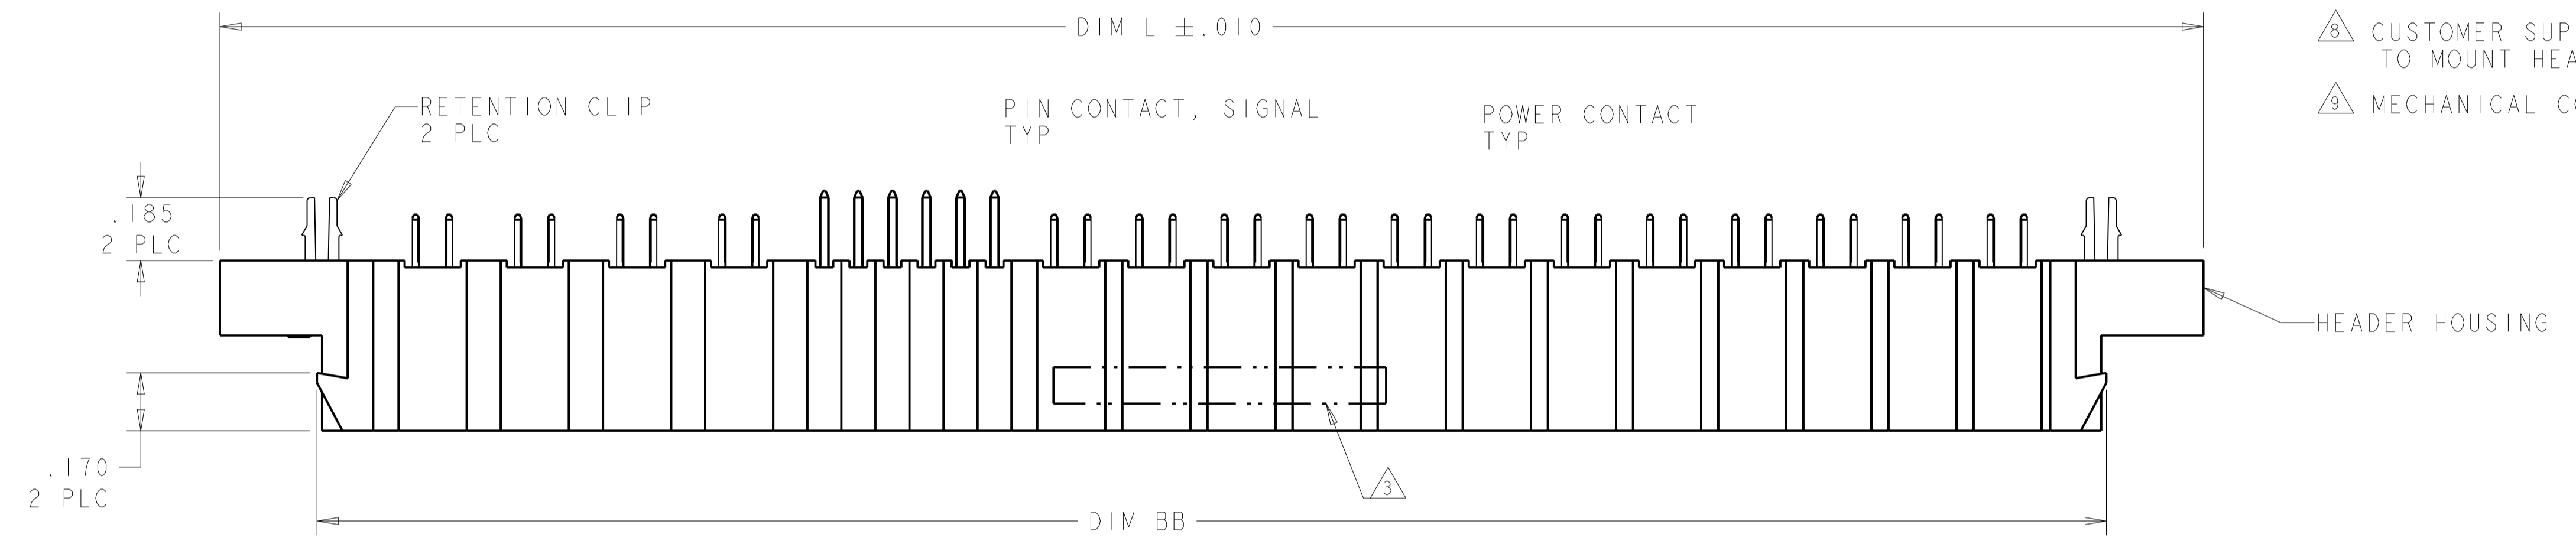 DIM L ±.010
8 CUSTOMER SUP
TO MOUNT HEA
9 MECHANICAL
RETENTION CLIP
2 PLC
PIN CONTACT, SIGNAL
TYP
POWER CONTACT
TYP
.185
2 PLC
HEADER HOUSING
.170
2 PLC
3
DIM BB